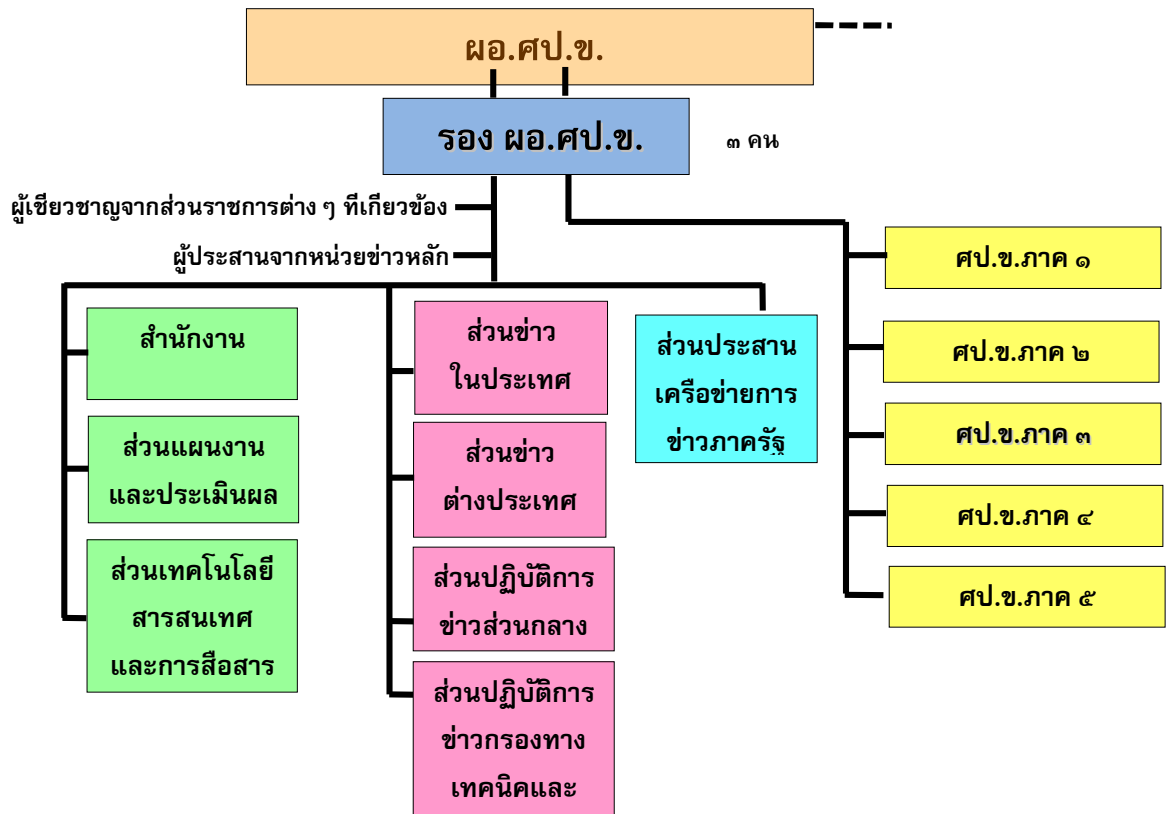 ผอ.ศป.ข.
รอง ผอ.ศป.ข.
๓ คน
ผู้เชียวชาญจากส่วนราชการต่าง ๆ ทีเกียวข้อง
ผู้ประสานจากหน่วยข่าวหลัก
สำนักงาน
ส่วนแผนงาน
และประเมินผล
ส่วนเทคโนโลยี
สารสนเทศ
และการสือสาร
ส่วนข่าว
ในประเทศ
ส่วนข่าว
ต่างประเทศ
ส่วนปฏิบัติการ
ข่าวส่วนกลาง
ส่วนปฏิบัติการ
ข่าวกรองทาง
เทคนิคและ
ส่วนประสาน
เครือข่ายการ
ข่าวภาครัฐ
ศป.ข.ภาค ๑
ศป.ข.ภาค ๒
ศป.ข.ภาค ๓
ศป.ข.ภาค ๔
ศป.ข.ภาค ๕